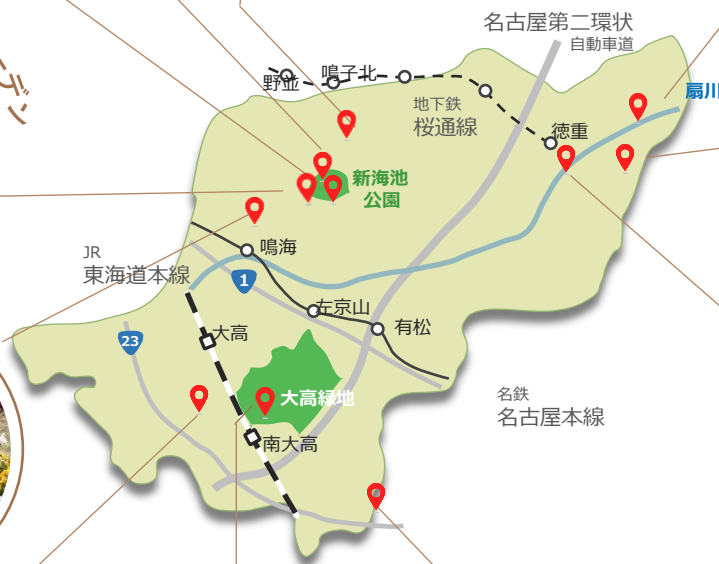 名古屋第二環状
自動車道
デン
野並
鳴子北
地下鉄
桜通線
扇川
徳重
新海池
公園
鳴海
JR
東海道本線
1
左京山
有松
23
大高
大高緑地
名鉄
名古屋本線
南大高